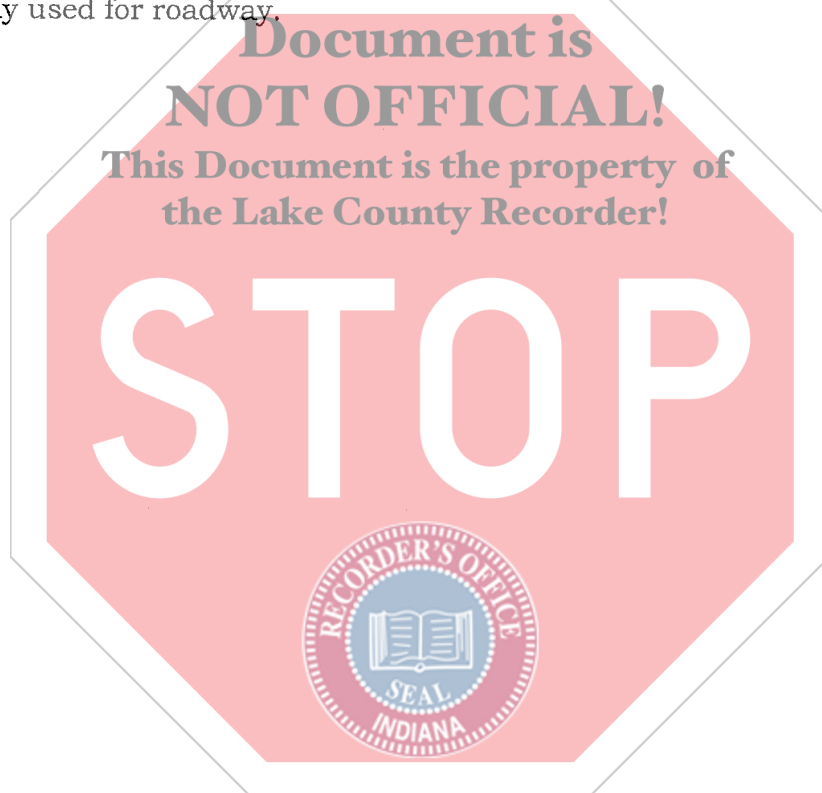 y used for roadway.
Document is
NOT OFFICIAL!
This Document is the property of
the Lake County Recorder!
STOP
RECORDER'S OFFICE
SEAL
INDIANA